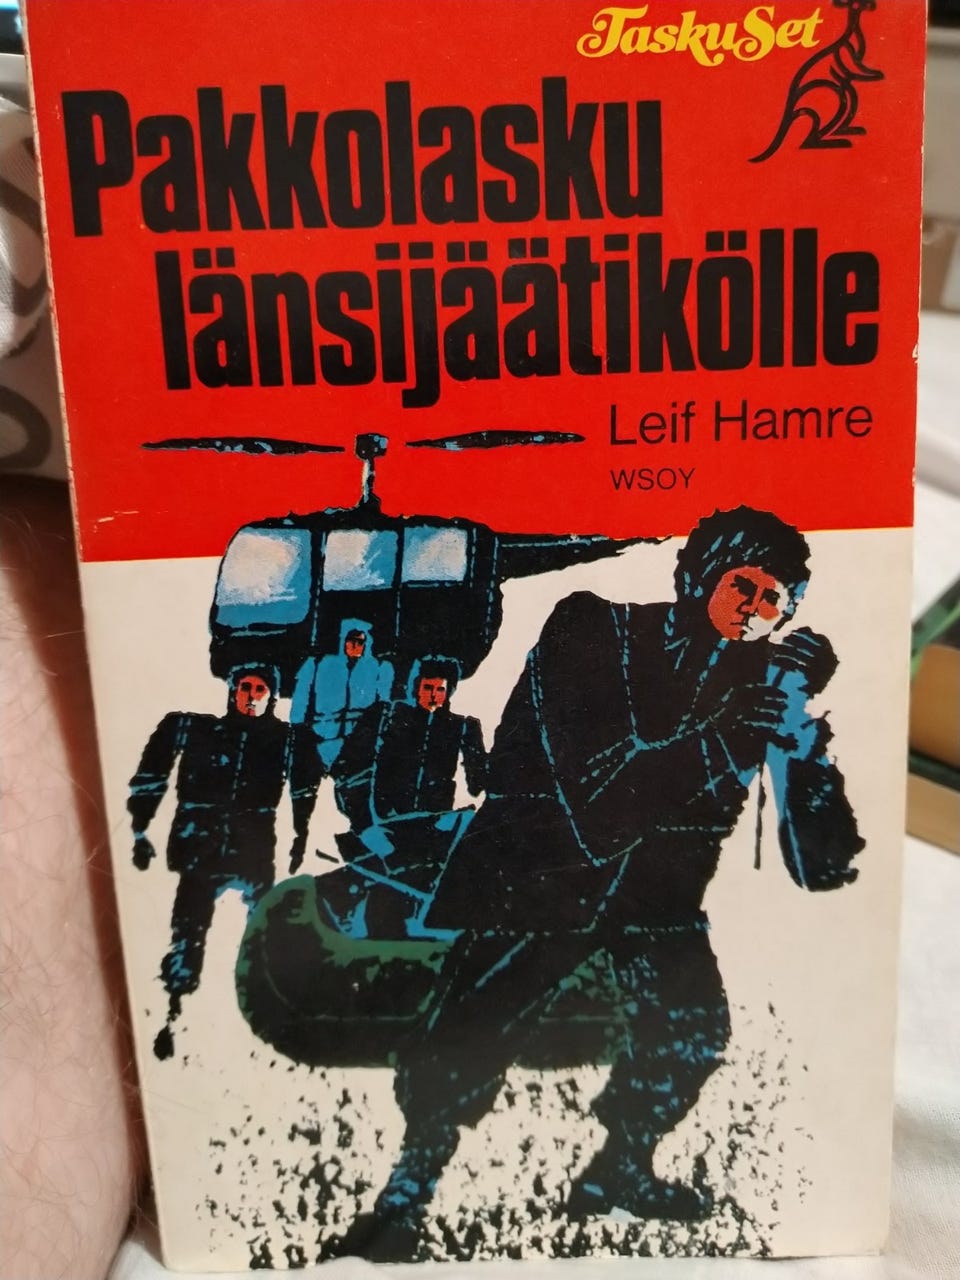 TaskuSet
Pakkolasku
länsijäätikölle
Leif Hamre
WSOY